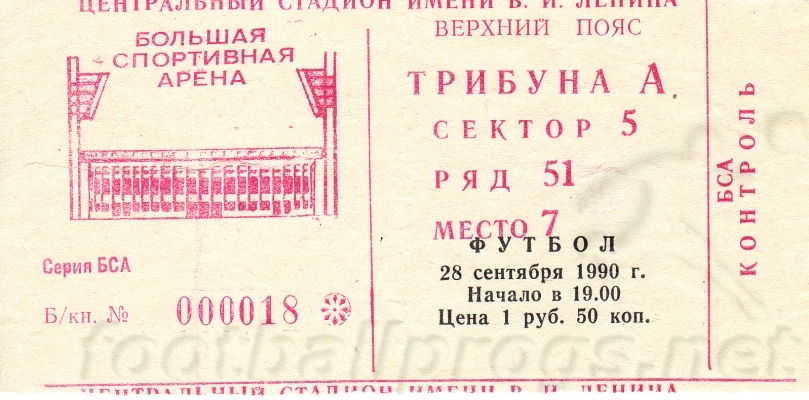 ЦЕНТРАЛЬНЫЙ СТАДИОН ИМЕНИ В. И. ЛЕНИНА
БОЛЬШАЯ
СПОРТИВНАЯ
АРЕНА
Серия БСА
Б/кн. № 000018
ВЕРХНИЙ ПОЯС
ТРИБУНА А
СЕКТОР 5
РЯД 51
МЕСТО 7
ФУТБОЛ
28 сентября 1990 г.
Начало в 19.00
Цена 1 руб. 50 коп.
БСА
КОНТРОЛЬ
footballprogs.net
ЦЕНТРАЛЬНЫЙ СТАДИОН ИМЕНИ В. И. ЛЕНИНА